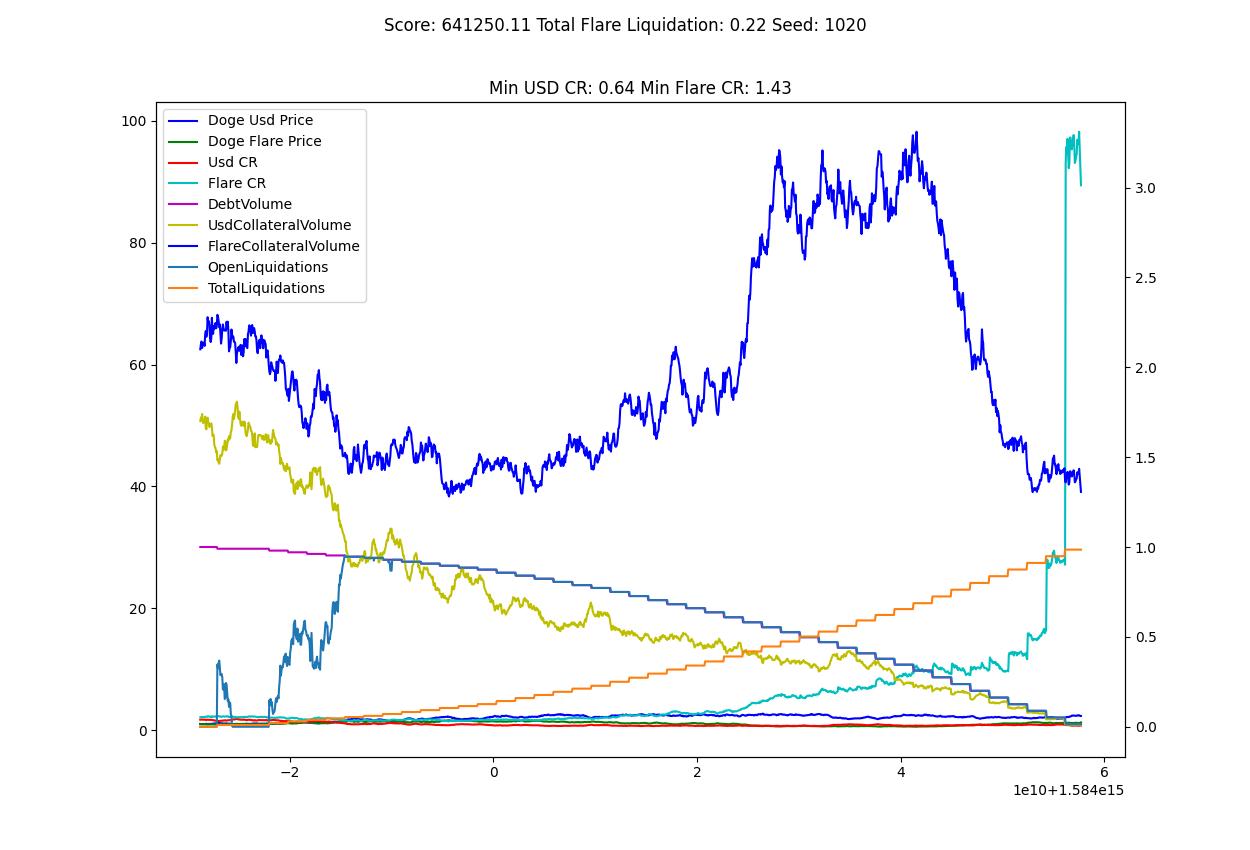 Score: 641250.11 Total Flare Liquidation: 0.22 Seed: 1020
Min USD CR: 0.64 Min Flare CR: 1.43
Doge Usd Price
Doge Flare Price
Usd CR
Flare CR
DebtVolume
UsdCollateralVolume
FlareCollateralVolume
OpenLiquidations
TotalLiquidations
100
80
60
40
20
0
3.0
2.5
2.0
1.5
1.0
0.5
0.0
−2 0 2 4 6
1e10+1.584e15